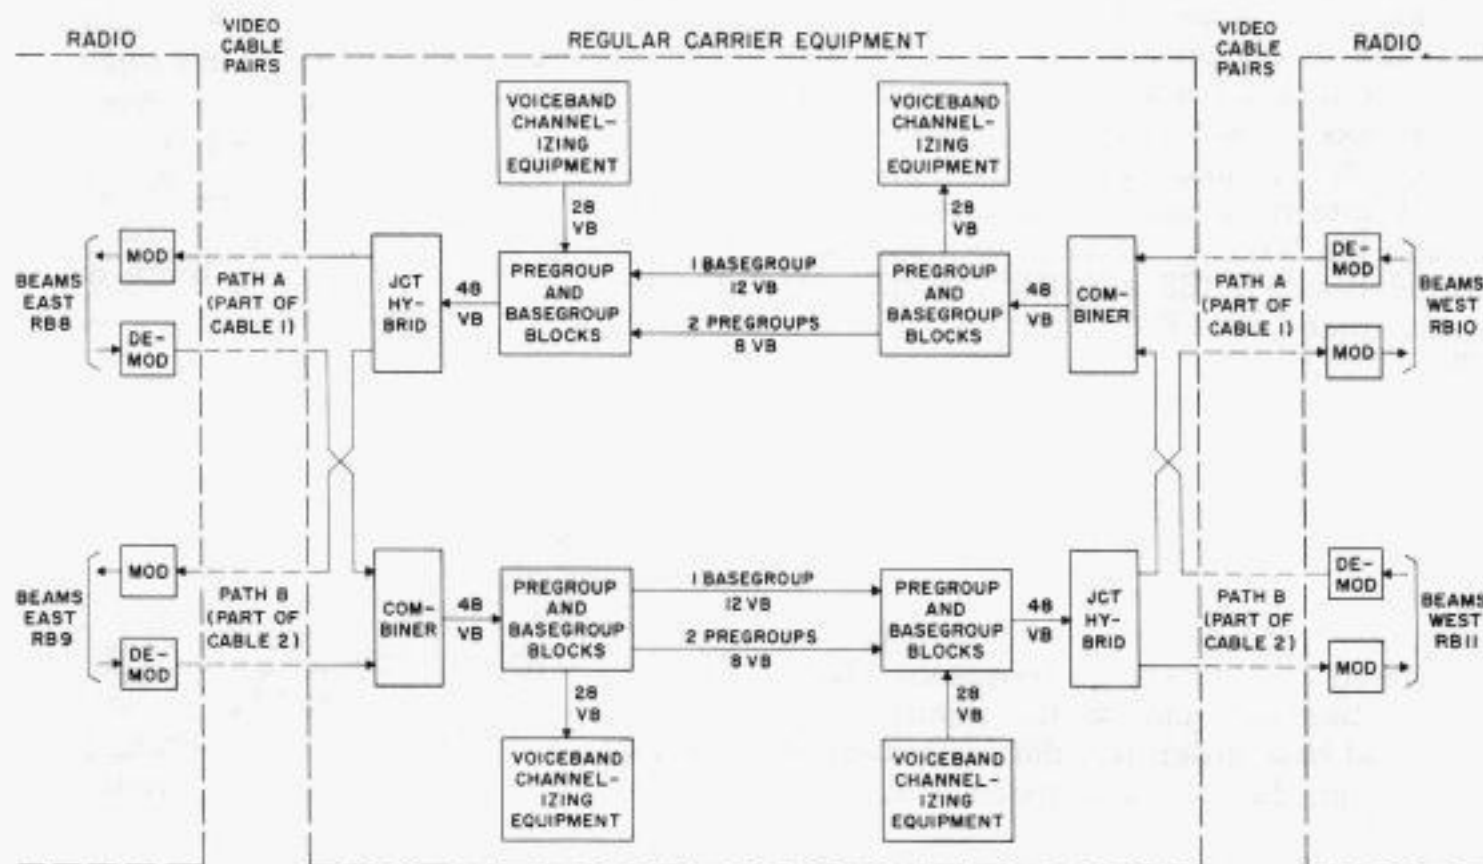 RADIO
VIDEO
CABLE
PAIRS
REGULAR CARRIER EQUIPMENT
VIDEO
CABLE
PAIRS
RADIO
VOICEBAND
CHANNEL-
IZING
EQUIPMENT
VOICEBAND
CHANNEL-
IZING
EQUIPMENT
28
VB
28
VB
BEAMS
EAST
RB8
MOD
DE-
MOD
PATH A
(PART OF
CABLE 1)
JCT
HY-
BRID
48
VB
PREGROUP
AND
BASEGROUP
BLOCKS
1 BASEGROUP
12 VB
2 PREGROUPS
8 VB
PREGROUP
AND
BASEGROUP
BLOCKS
48
VB
COM-
BINER
PATH A
(PART OF
CABLE 1)
DE-
MOD
MOD
BEAMS
WEST
RB10
BEAMS
EAST
RB9
MOD
DE-
MOD
PATH B
(PART OF
CABLE 2)
COM-
BINER
48
VB
PREGROUP
AND
BASEGROUP
BLOCKS
1 BASEGROUP
12 VB
2 PREGROUPS
8 VB
PREGROUP
AND
BASEGROUP
BLOCKS
48
VB
JCT
HY-
BRID
PATH B
(PART OF
CABLE 2)
DE-
MOD
MOD
BEAMS
WEST
RB11
28
VB
28
VB
VOICEBAND
CHANNEL-
IZING
EQUIPMENT
VOICEBAND
CHANNEL-
IZING
EQUIPMENT